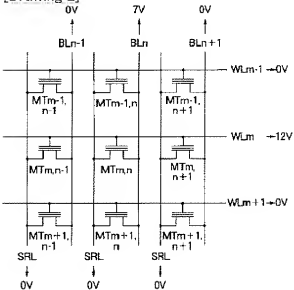 0V 7V 0V
BLn-1 BLn BLn+1
WLm-1 0V
MTm-1, n-1 MTm-1,n MTm-1, n+1
WLm 12V
MTm,n-1 MTm,n MTm, n+1
WLm+1 0V
MTm+1, n-1 MTm+1, n MTm+1, n+1
SRL SRL SRL
0V 0V 0V